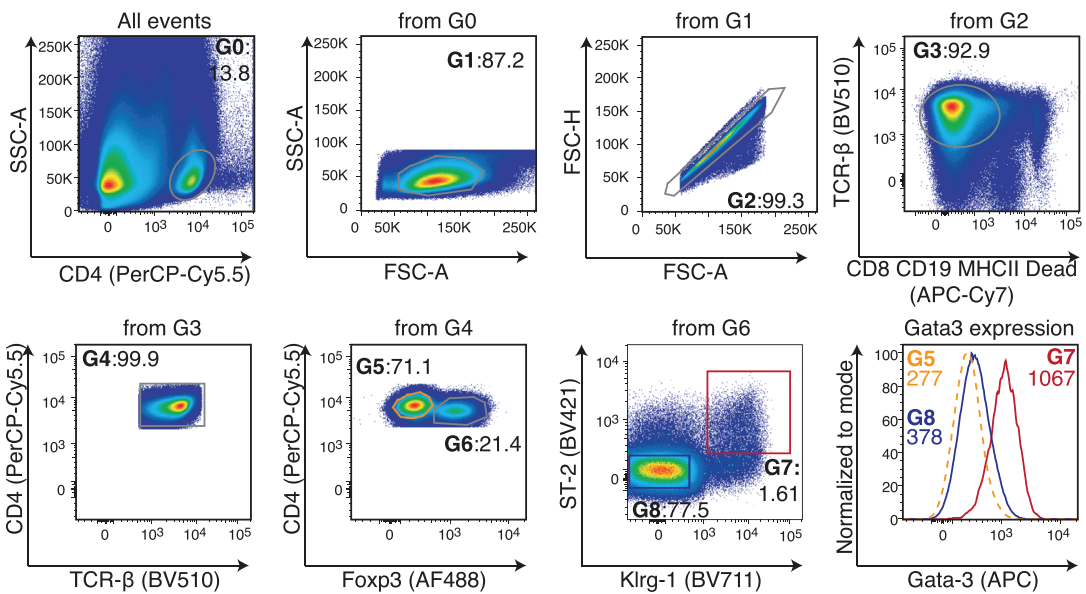 All events
G0:
13.8
SSC-A
250K
200K
150K
100K
50K
0
0
10³
10⁴
10⁵
CD4 (PerCP-Cy5.5)
from G0
G1:87.2
SSC-A
250K
200K
150K
100K
50K
0
0
50K
150K
250K
FSC-A
from G1
G2:99.3
FSC-H
250K
200K
150K
100K
50K
0
0
50K
150K
250K
FSC-A
from G2
G3:92.9
TCR-β (BV510)
10⁵
10⁴
10³
0
0
10³
10⁴
10⁵
CD8 CD19 MHCII Dead
(APC-Cy7)
from G3
G4:99.9
CD4 (PerCP-Cy5.5)
10⁵
10⁴
10³
0
0
10³
10⁴
10⁵
TCR-β (BV510)
from G4
G5:71.1
G6:21.4
CD4 (PerCP-Cy5.5)
10⁵
10⁴
10³
0
0
10³
10⁴
Foxp3 (AF488)
from G6
G7:
1.61
G8:77.5
ST-2 (BV421)
10⁴
10³
0
0
10³
10⁴
10⁵
Klrg-1 (BV711)
Gata3 expression
G5
277
G7
1067
G8
378
Normalized to mode
100
80
60
40
20
0
0
10³
10⁴
Gata-3 (APC)